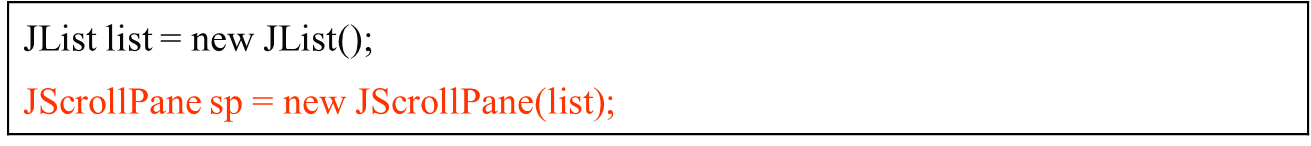 JList list = new JList();
JScrollPane sp = new JScrollPane(list);